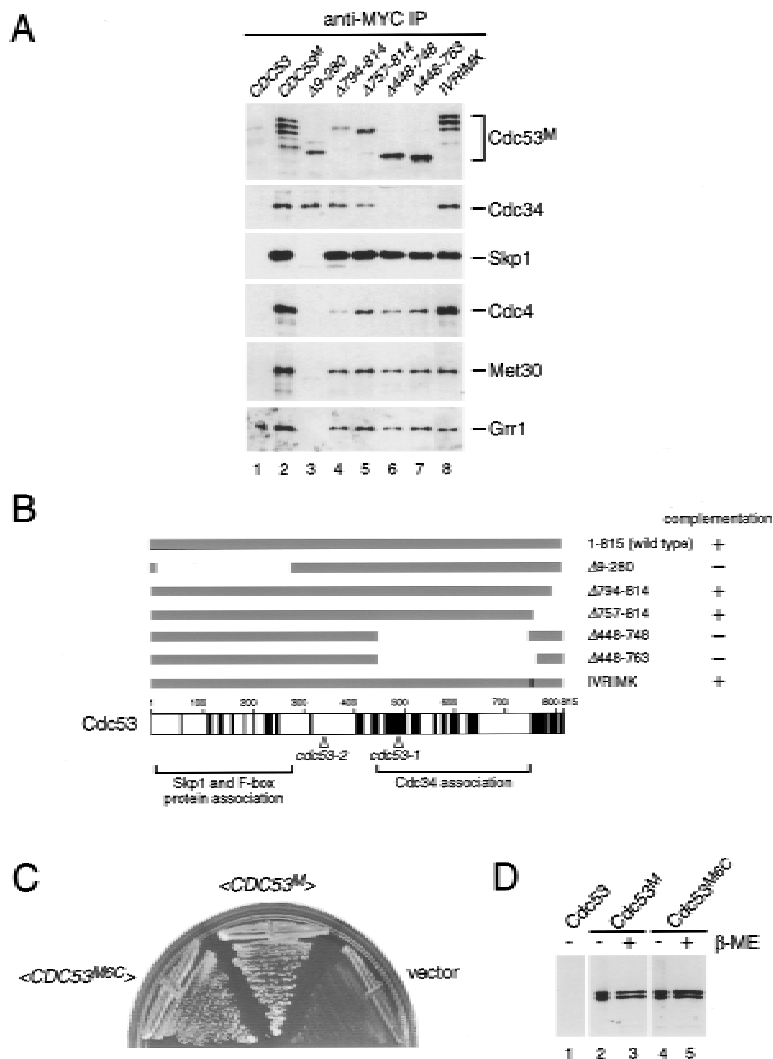 A
anti-MYC IP
CDC53
CDC53M
Δ9-280
Δ794-814
Δ757-814
Δ448-748
Δ448-763
IVRIMK
Cdc53M
Cdc34
Skp1
Cdc4
Met30
Grr1
1 2 3 4 5 6 7 8
B
complementation
1-815 (wild type) +
Δ9-280 –
Δ794-814 +
Δ757-814 +
Δ448-748 –
Δ448-763 –
IVRIMK +
1 100 200 300 400 500 600 700 800 815
Cdc53
cdc53-2 cdc53-1
Skp1 and F-box
protein association
Cdc34 association
C
<CDC53M>
<CDC53M6C>
vector
D
Cdc53
Cdc53M
Cdc53M6C
- - + - + β-ME
1 2 3 4 5